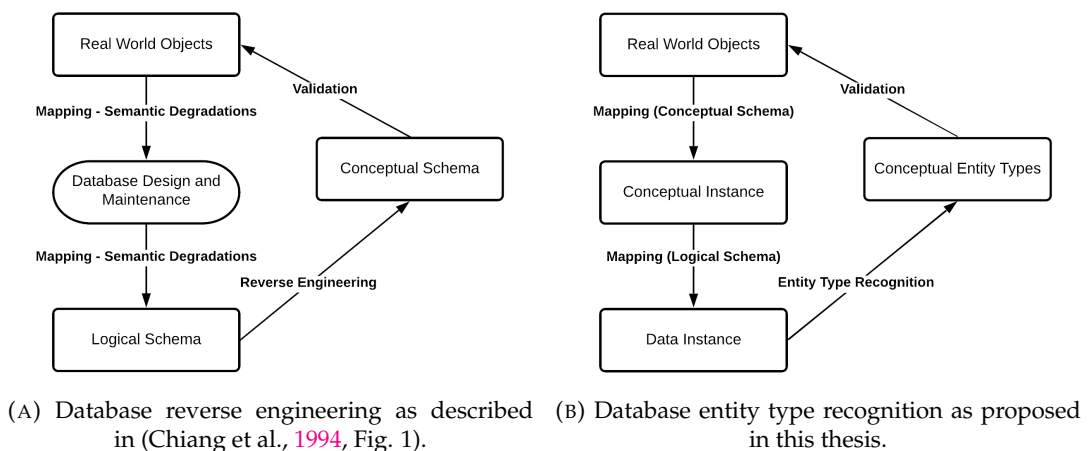 Real World Objects
Validation
Mapping - Semantic Degradations
Database Design and
Maintenance
Conceptual Schema
Mapping - Semantic Degradations
Reverse Engineering
Logical Schema
(A) Database reverse engineering as described
in (Chiang et al., 1994, Fig. 1).
Real World Objects
Validation
Mapping (Conceptual Schema)
Conceptual Instance
Conceptual Entity Types
Mapping (Logical Schema)
Entity Type Recognition
Data Instance
(B) Database entity type recognition as proposed
in this thesis.